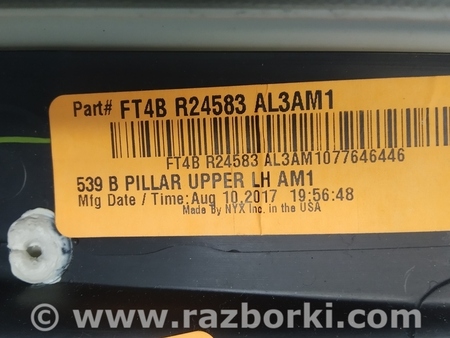 Part# FT4B R24583 AL3AM1
FT4B R24583 AL3AM1077646446
539 B PILLAR UPPER LH AM1
Mfg Date / Time:Aug 10,2017 19:56:48
Made By NYX Inc. in the USA
www.razborki.com